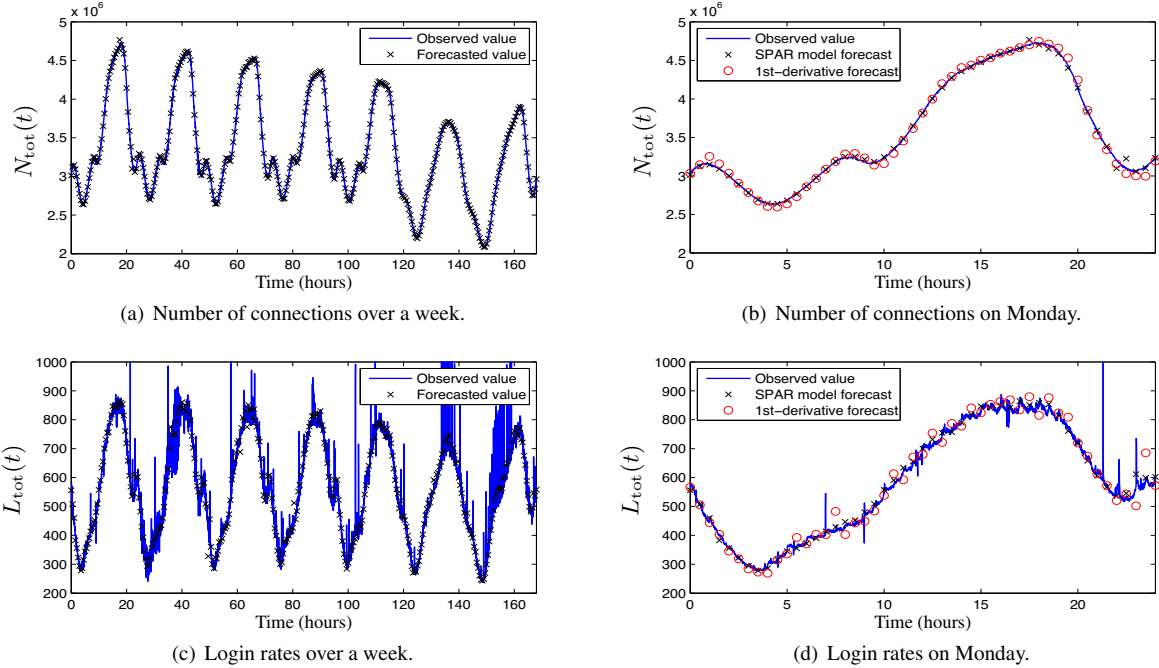 x 10⁶
5
4.5
4
3.5
3
2.5
2
N_tot(t)
Observed value
Forecasted value
0 20 40 60 80 100 120 140 160
Time (hours)
(a) Number of connections over a week.
x 10⁶
5
4.5
4
3.5
3
2.5
2
N_tot(t)
Observed value
SPAR model forecast
1st−derivative forecast
0 5 10 15 20
Time (hours)
(b) Number of connections on Monday.
1000
900
800
700
600
500
400
300
200
L_tot(t)
Observed value
Forecasted value
0 20 40 60 80 100 120 140 160
Time (hours)
(c) Login rates over a week.
1000
900
800
700
600
500
400
300
200
L_tot(t)
Observed value
SPAR model forecast
1st−derivative forecast
0 5 10 15 20
Time (hours)
(d) Login rates on Monday.